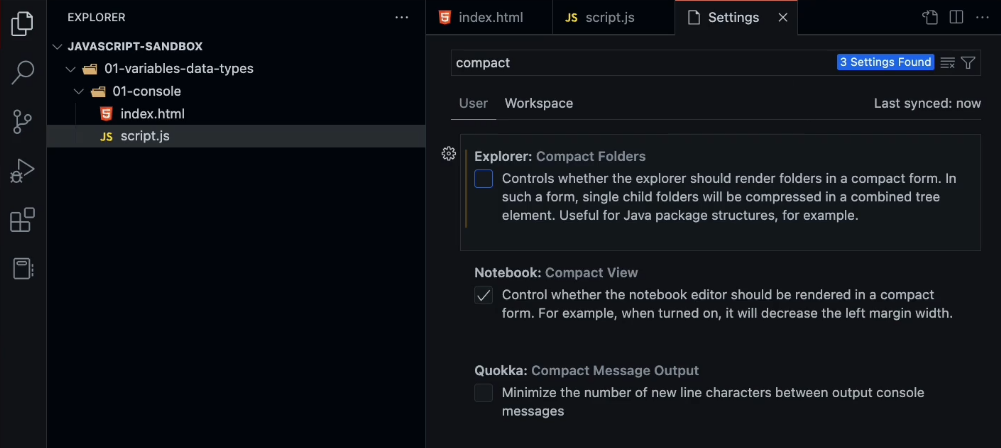 EXPLORER
JAVASCRIPT-SANDBOX
01-variables-data-types
01-console
index.html
JS script.js
index.html
JS script.js
Settings
compact
3 Settings Found
User Workspace
Last synced: now
Explorer: Compact Folders
Controls whether the explorer should render folders in a compact form. In
such a form, single child folders will be compressed in a combined tree
element. Useful for Java package structures, for example.
Notebook: Compact View
Control whether the notebook editor should be rendered in a compact
form. For example, when turned on, it will decrease the left margin width.
Quokka: Compact Message Output
Minimize the number of new line characters between output console
messages